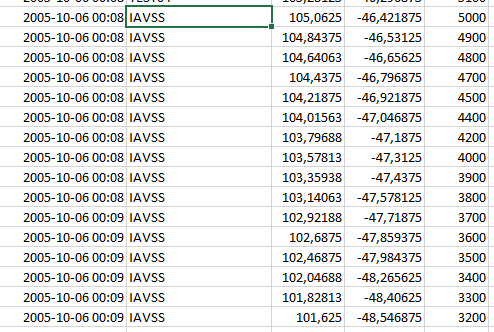 2005-10-06 00:08 IAVSS 105,0625 -46,421875 5000
2005-10-06 00:08 IAVSS 104,84375 -46,53125 4900
2005-10-06 00:08 IAVSS 104,64063 -46,65625 4800
2005-10-06 00:08 IAVSS 104,4375 -46,796875 4700
2005-10-06 00:08 IAVSS 104,21875 -46,921875 4500
2005-10-06 00:08 IAVSS 104,01563 -47,046875 4400
2005-10-06 00:08 IAVSS 103,79688 -47,1875 4200
2005-10-06 00:08 IAVSS 103,57813 -47,3125 4000
2005-10-06 00:08 IAVSS 103,35938 -47,4375 3900
2005-10-06 00:08 IAVSS 103,14063 -47,578125 3800
2005-10-06 00:09 IAVSS 102,92188 -47,71875 3700
2005-10-06 00:09 IAVSS 102,6875 -47,859375 3600
2005-10-06 00:09 IAVSS 102,46875 -47,984375 3500
2005-10-06 00:09 IAVSS 102,04688 -48,265625 3400
2005-10-06 00:09 IAVSS 101,82813 -48,40625 3300
2005-10-06 00:09 IAVSS 101,625 -48,546875 3200